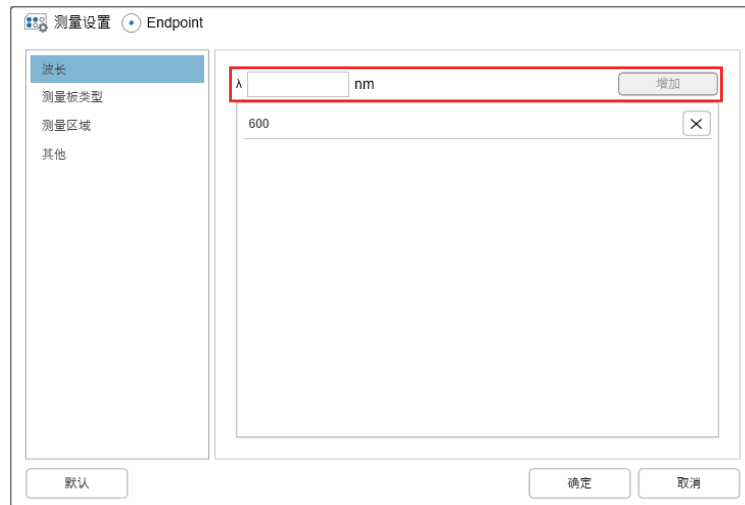 测量设置 Endpoint
波长
测量板类型
测量区域
其他
λ nm 增加
600
默认 确定 取消